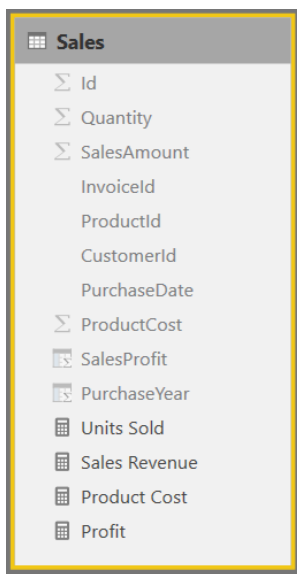 Sales
Id
Quantity
SalesAmount
InvoiceId
ProductId
CustomerId
PurchaseDate
ProductCost
SalesProfit
PurchaseYear
Units Sold
Sales Revenue
Product Cost
Profit